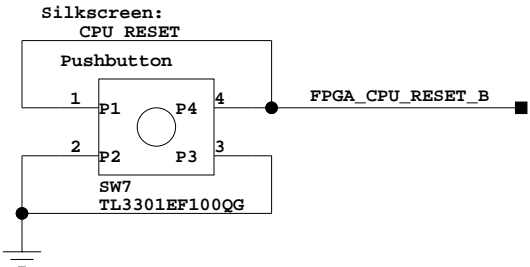 Silkscreen:
CPU RESET
Pushbutton
1 P1 P4 4 FPGA_CPU_RESET_B
2 P2 P3 3
SW7
TL3301EF100QG